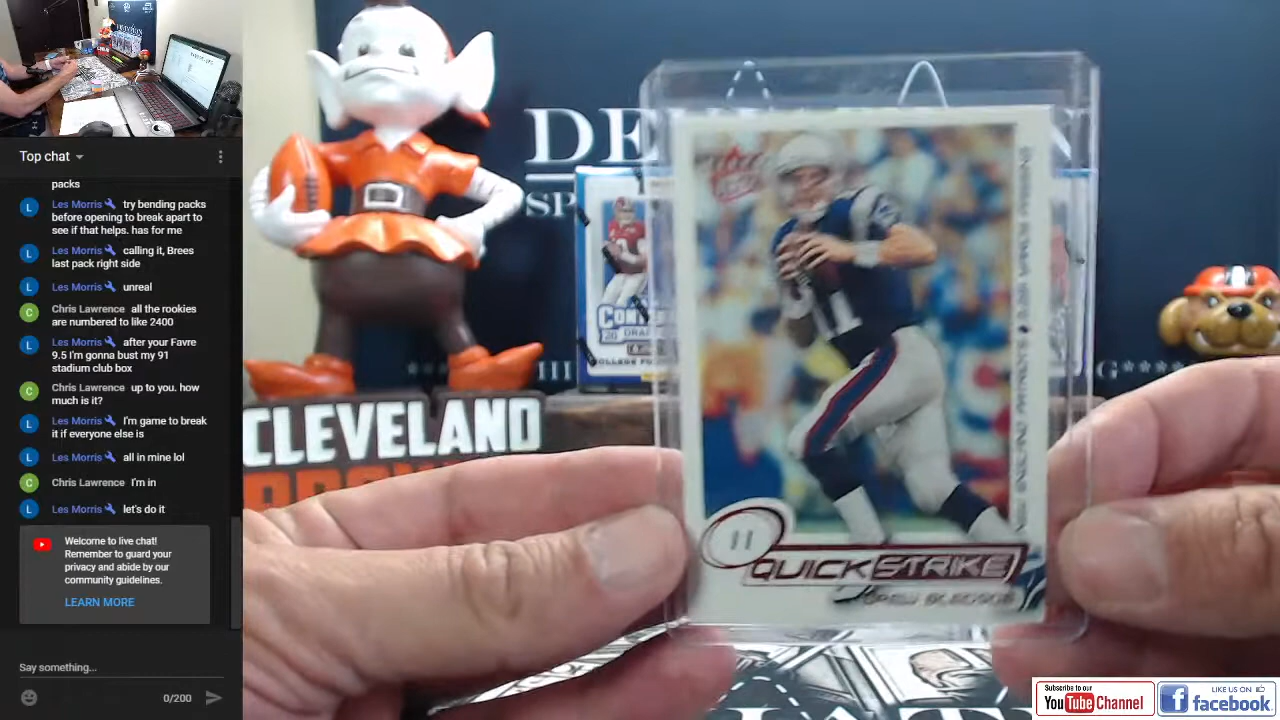 Top chat
packs
Les Morris try bending packs
before opening to break apart to
see if that helps. has for me
Les Morris calling it, Brees
last pack right side
Les Morris unreal
Chris Lawrence all the rookies
are numbered to like 2400
Les Morris after your Favre
9.5 I'm gonna bust my 91
stadium club box
Chris Lawrence up to you. how
much is it?
Les Morris I'm game to break
it if everyone else is
Les Morris all in mine lol
Chris Lawrence I'm in
Les Morris let's do it
Welcome to live chat!
Remember to guard your
privacy and abide by our
community guidelines.
LEARN MORE
Say something...
0/200
CLEVELAND
11
QUICK STRIKE
DREW BLEDSOE
Subscribe to our
YouTube Channel
LIKE US ON
facebook